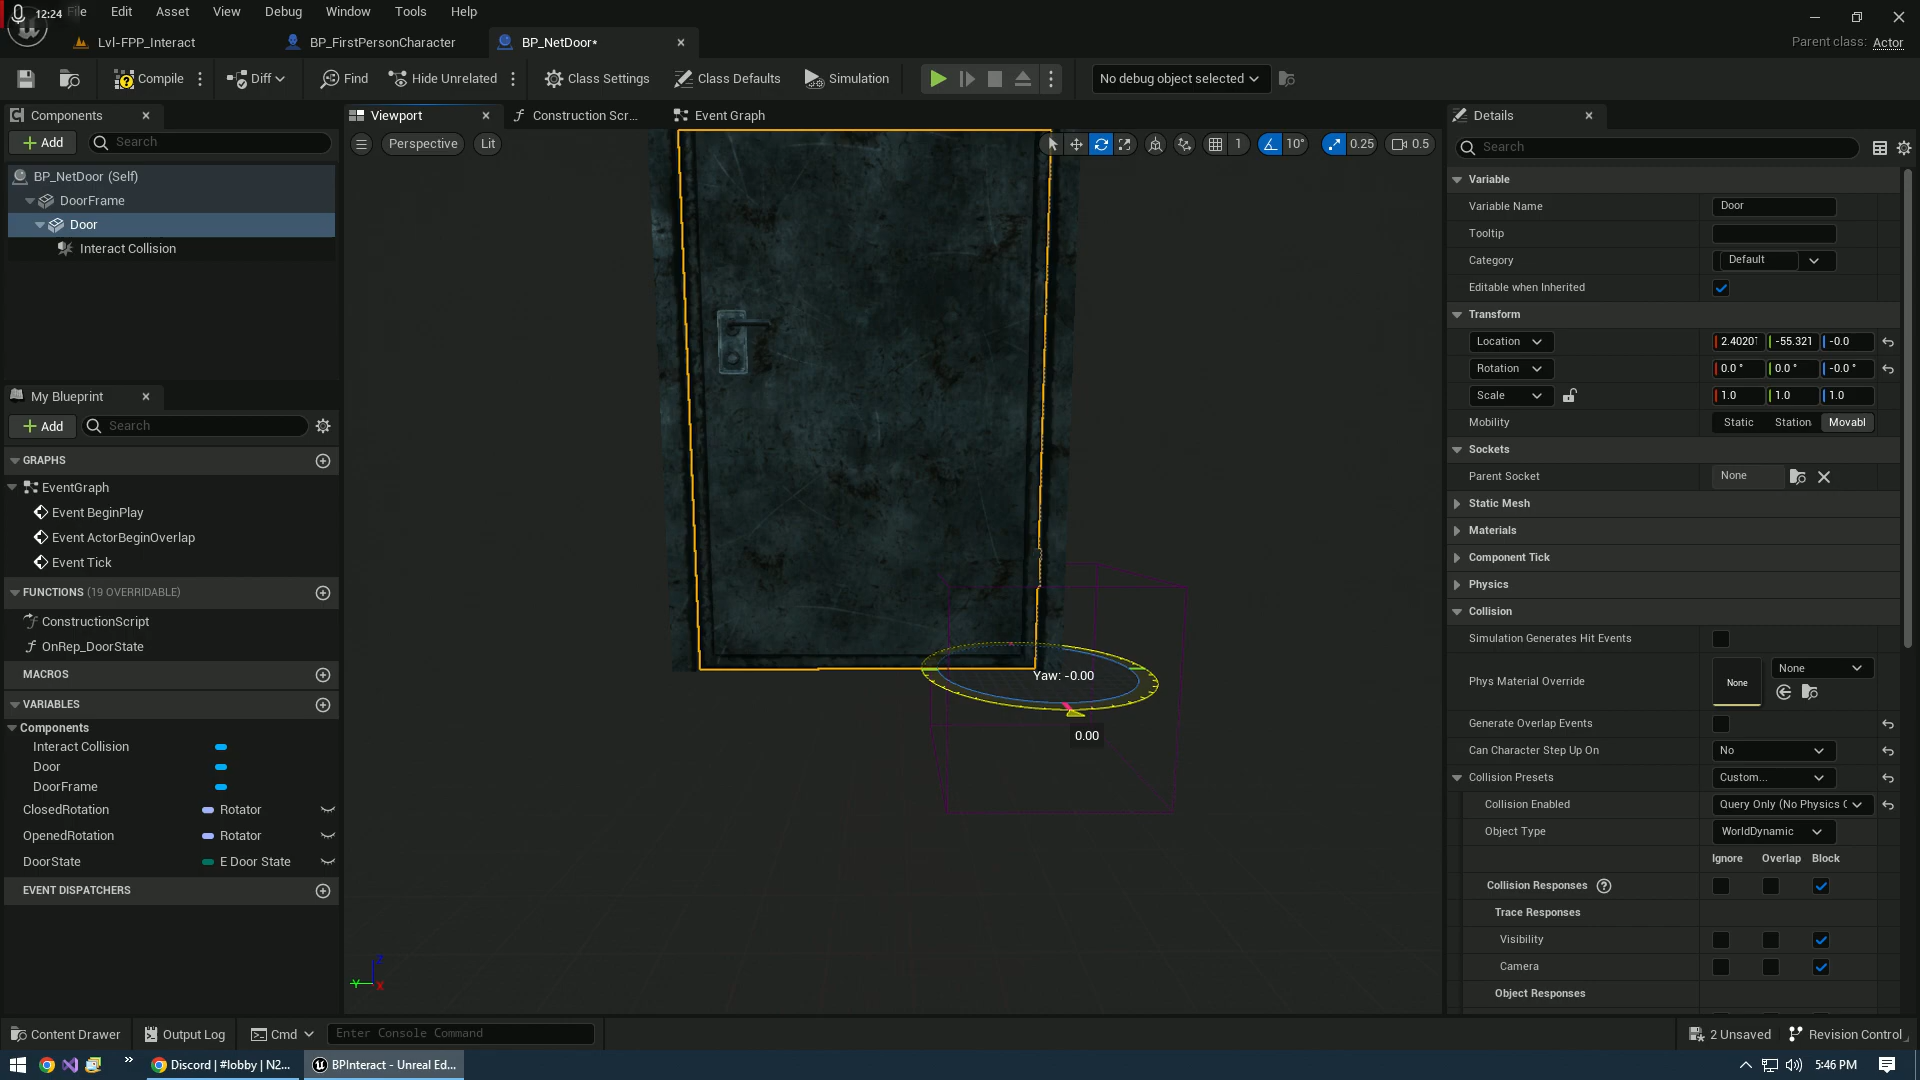 12:24
File Edit Asset View Debug Window Tools Help
Lvl-FPP_Interact
BP_FirstPersonCharacter
BP_NetDoor*
Parent class: Actor
Compile
Diff
Find
Hide Unrelated
Class Settings
Class Defaults
Simulation
No debug object selected
Components
Add
Search
BP_NetDoor (Self)
DoorFrame
Door
Interact Collision
My Blueprint
Add
Search
GRAPHS
EventGraph
Event BeginPlay
Event ActorBeginOverlap
Event Tick
FUNCTIONS (19 OVERRIDABLE)
ConstructionScript
OnRep_DoorState
MACROS
VARIABLES
Components
Interact Collision
Door
DoorFrame
ClosedRotation Rotator
OpenedRotation Rotator
DoorState E Door State
EVENT DISPATCHERS
Viewport
Construction Scr...
Event Graph
Perspective
Lit
1
10°
0.25
0.5
Yaw: -0.00
0.00
Z
Y
X
Details
Search
Variable
Variable Name Door
Tooltip
Category Default
Editable when Inherited
Transform
Location 2.40201 -55.321 -0.0
Rotation 0.0 ° 0.0 ° -0.0 °
Scale 1.0 1.0 1.0
Mobility Static Station Movabl
Sockets
Parent Socket None
Static Mesh
Materials
Component Tick
Physics
Collision
Simulation Generates Hit Events
Phys Material Override None None
Generate Overlap Events
Can Character Step Up On No
Collision Presets Custom...
Collision Enabled Query Only (No Physics C
Object Type WorldDynamic
Ignore Overlap Block
Collision Responses
Trace Responses
Visibility
Camera
Object Responses
Content Drawer
Output Log
Cmd
Enter Console Command
2 Unsaved
Revision Control
Discord | #lobby | N2...
BPInteract - Unreal Ed...
5:46 PM